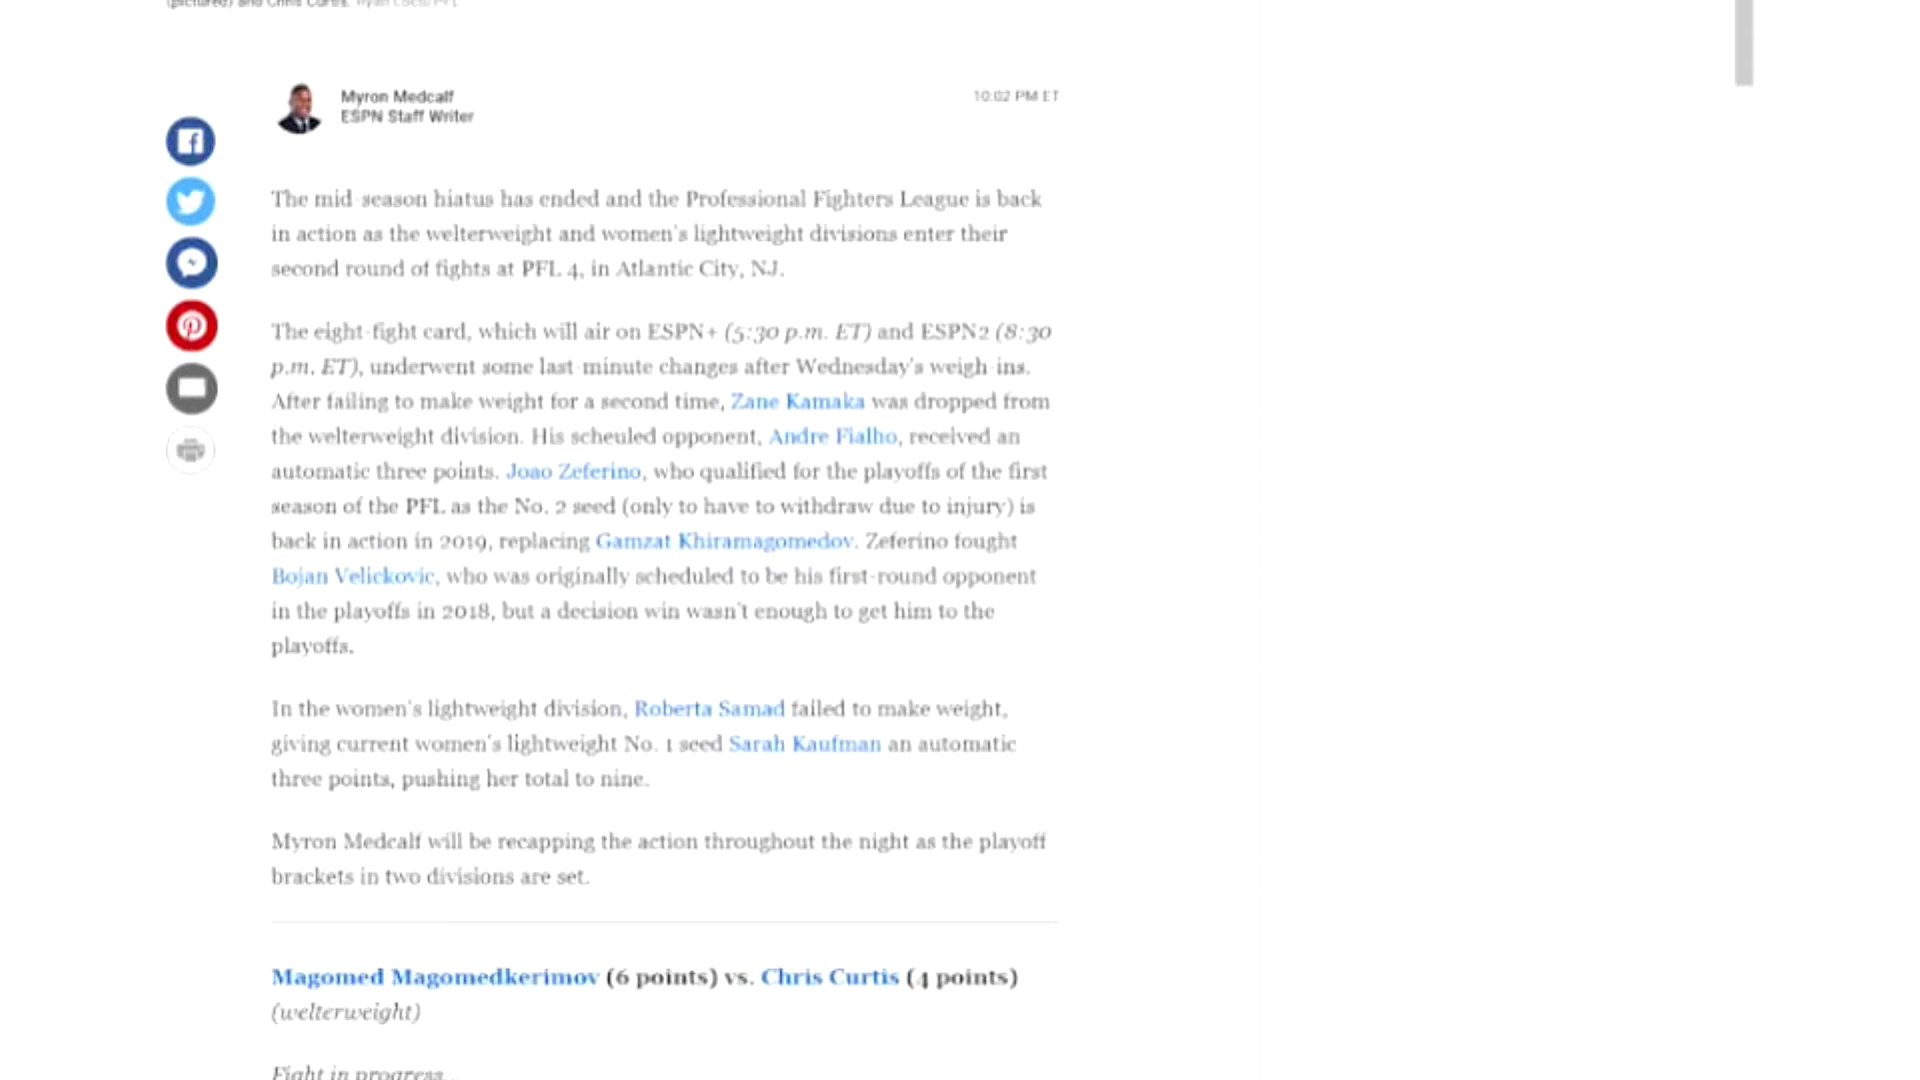 (pictured) and Chris Curtis.
Myron Medcalf
ESPN Staff Writer
10:02 PM ET
The mid-season hiatus has ended and the Professional Fighters League is back
in action as the welterweight and women's lightweight divisions enter their
second round of fights at PFL 4, in Atlantic City, NJ.
The eight-fight card, which will air on ESPN+ (5:30 p.m. ET) and ESPN2 (8:30
p.m. ET), underwent some last-minute changes after Wednesday's weigh-ins.
After failing to make weight for a second time, Zane Kamaka was dropped from
the welterweight division. His scheuled opponent, Andre Fialho, received an
automatic three points. Joao Zeferino, who qualified for the playoffs of the first
season of the PFL as the No. 2 seed (only to have to withdraw due to injury) is
back in action in 2019, replacing Gamzat Khiramagomedov. Zeferino fought
Bojan Velickovic, who was originally scheduled to be his first-round opponent
in the playoffs in 2018, but a decision win wasn't enough to get him to the
playoffs.
In the women's lightweight division, Roberta Samad failed to make weight,
giving current women's lightweight No. 1 seed Sarah Kaufman an automatic
three points, pushing her total to nine.
Myron Medcalf will be recapping the action throughout the night as the playoff
brackets in two divisions are set.
Magomed Magomedkerimov (6 points) vs. Chris Curtis (4 points)
(welterweight)
Fight in progress...